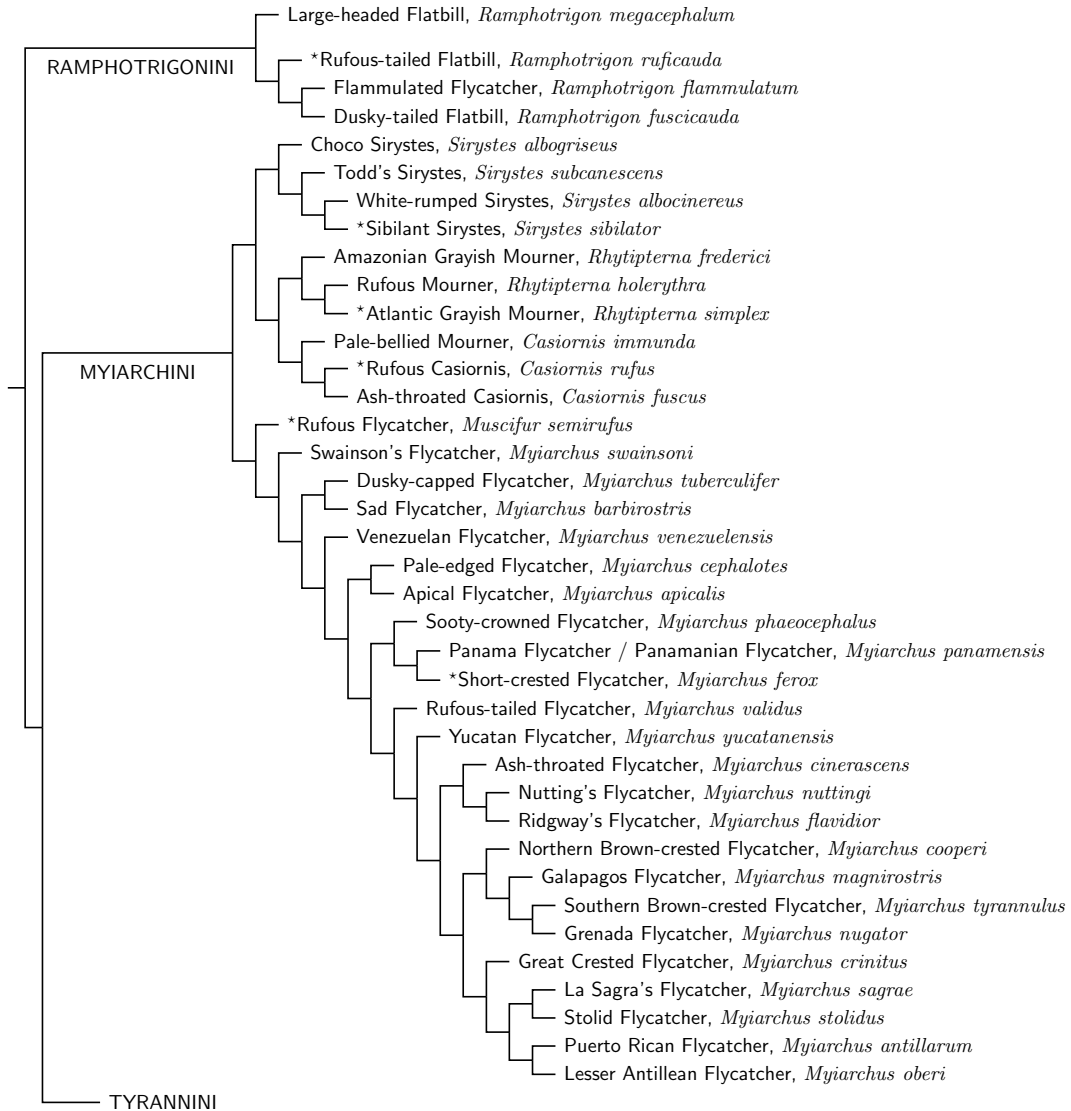 Large-headed Flatbill, Ramphotrigon megacephalum
RAMPHOTRIGONINI
*Rufous-tailed Flatbill, Ramphotrigon ruficauda
Flammulated Flycatcher, Ramphotrigon flammulatum
Dusky-tailed Flatbill, Ramphotrigon fuscicauda
Choco Sirystes, Sirystes albogriseus
Todd's Sirystes, Sirystes subcanescens
White-rumped Sirystes, Sirystes albocinereus
*Sibilant Sirystes, Sirystes sibilator
Amazonian Grayish Mourner, Rhytipterna frederici
Rufous Mourner, Rhytipterna holerythra
*Atlantic Grayish Mourner, Rhytipterna simplex
Pale-bellied Mourner, Casiornis immunda
MYIARCHINI
*Rufous Casiornis, Casiornis rufus
Ash-throated Casiornis, Casiornis fuscus
*Rufous Flycatcher, Muscifur semirufus
Swainson's Flycatcher, Myiarchus swainsoni
Dusky-capped Flycatcher, Myiarchus tuberculifer
Sad Flycatcher, Myiarchus barbirostris
Venezuelan Flycatcher, Myiarchus venezuelensis
Pale-edged Flycatcher, Myiarchus cephalotes
Apical Flycatcher, Myiarchus apicalis
Sooty-crowned Flycatcher, Myiarchus phaeocephalus
Panama Flycatcher / Panamanian Flycatcher, Myiarchus panamensis
*Short-crested Flycatcher, Myiarchus ferox
Rufous-tailed Flycatcher, Myiarchus validus
Yucatan Flycatcher, Myiarchus yucatanensis
Ash-throated Flycatcher, Myiarchus cinerascens
Nutting's Flycatcher, Myiarchus nuttingi
Ridgway's Flycatcher, Myiarchus flavidior
Northern Brown-crested Flycatcher, Myiarchus cooperi
Galapagos Flycatcher, Myiarchus magnirostris
Southern Brown-crested Flycatcher, Myiarchus tyrannulus
Grenada Flycatcher, Myiarchus nugator
Great Crested Flycatcher, Myiarchus crinitus
La Sagra's Flycatcher, Myiarchus sagrae
Stolid Flycatcher, Myiarchus stolidus
Puerto Rican Flycatcher, Myiarchus antillarum
Lesser Antillean Flycatcher, Myiarchus oberi
TYRANNINI